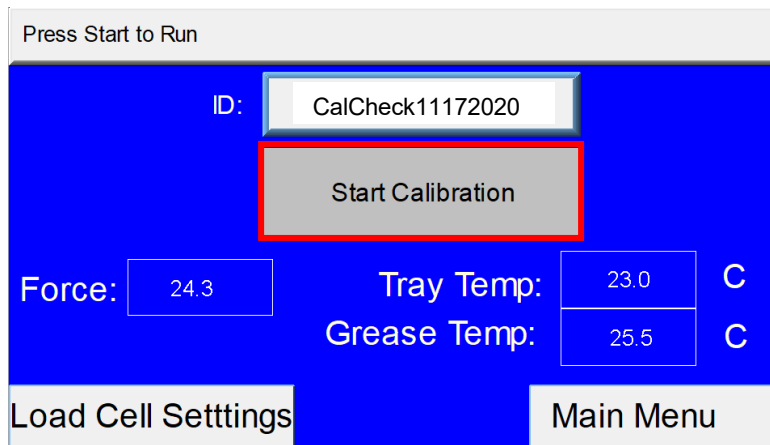 Press Start to Run
ID: CalCheck11172020
Start Calibration
Force: 24.3 Tray Temp: 23.0 C
Grease Temp: 25.5 C
Load Cell Setttings Main Menu